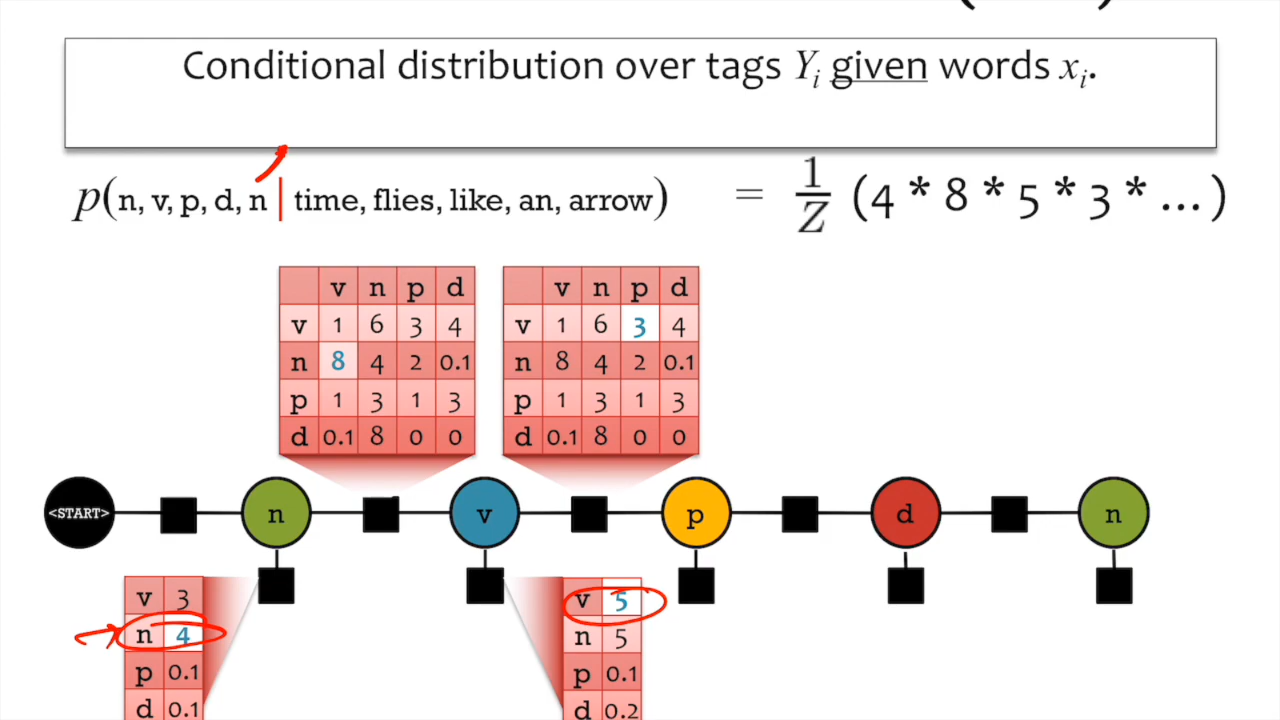 Conditional distribution over tags Yᵢ given words xᵢ.
p(n, v, p, d, n | time, flies, like, an, arrow) = 1/Z (4 * 8 * 5 * 3 * …)
v n p d
v 1 6 3 4
n 8 4 2 0.1
p 1 3 1 3
d 0.1 8 0 0
v n p d
v 1 6 3 4
n 8 4 2 0.1
p 1 3 1 3
d 0.1 8 0 0
<START> n v p d n
v 3
n 4
p 0.1
d 0.1
v 5
n 5
p 0.1
d 0.2